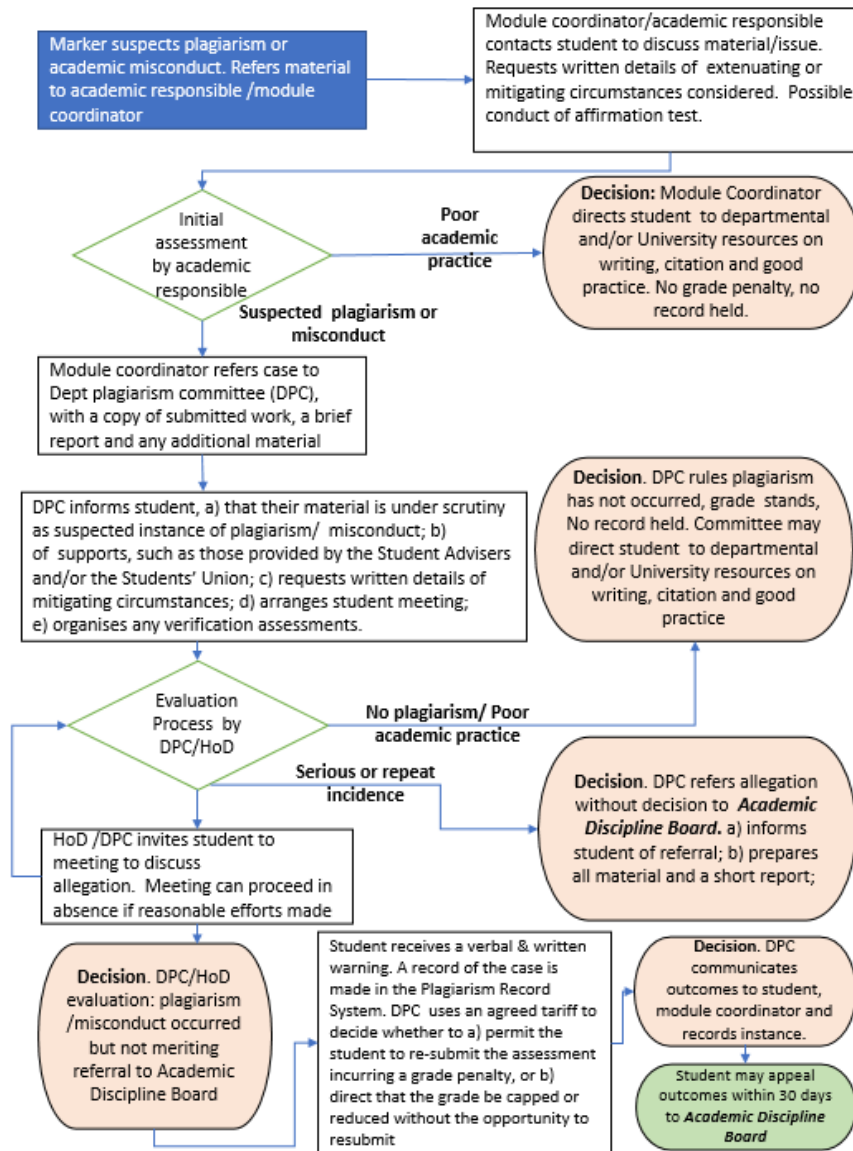 Marker suspects plagiarism or
academic misconduct. Refers material
to academic responsible /module
coordinator
Module coordinator/academic responsible
contacts student to discuss material/issue.
Requests written details of extenuating or
mitigating circumstances considered. Possible
conduct of affirmation test.
Initial
assessment
by academic
responsible
Poor
academic
practice
Decision: Module Coordinator
directs student to departmental
and/or University resources on
writing, citation and good
practice. No grade penalty, no
record held.
Suspected plagiarism or
misconduct
Module coordinator refers case to
Dept plagiarism committee (DPC),
with a copy of submitted work, a brief
report and any additional material
DPC informs student, a) that their material is under scrutiny
as suspected instance of plagiarism/ misconduct; b)
of supports, such as those provided by the Student Advisers
and/or the Students' Union; c) requests written details of
mitigating circumstances; d) arranges student meeting;
e) organises any verification assessments.
Decision. DPC rules plagiarism
has not occurred, grade stands,
No record held. Committee may
direct student to departmental
and/or University resources on
writing, citation and good
practice
Evaluation
Process by
DPC/HoD
No plagiarism/ Poor
academic practice
Serious or repeat
incidence
Decision. DPC refers allegation
without decision to Academic
Discipline Board. a) informs
student of referral; b) prepares
all material and a short report;
HoD /DPC invites student to
meeting to discuss
allegation. Meeting can proceed in
absence if reasonable efforts made
Decision. DPC/HoD
evaluation: plagiarism
/misconduct occurred
but not meriting
referral to Academic
Discipline Board
Student receives a verbal & written
warning. A record of the case is
made in the Plagiarism Record
System. DPC uses an agreed tariff to
decide whether to a) permit the
student to re-submit the assessment
incurring a grade penalty, or b)
direct that the grade be capped or
reduced without the opportunity to
resubmit
Decision. DPC
communicates
outcomes to student,
module coordinator and
records instance.
Student may appeal
outcomes within 30 days
to Academic Discipline
Board